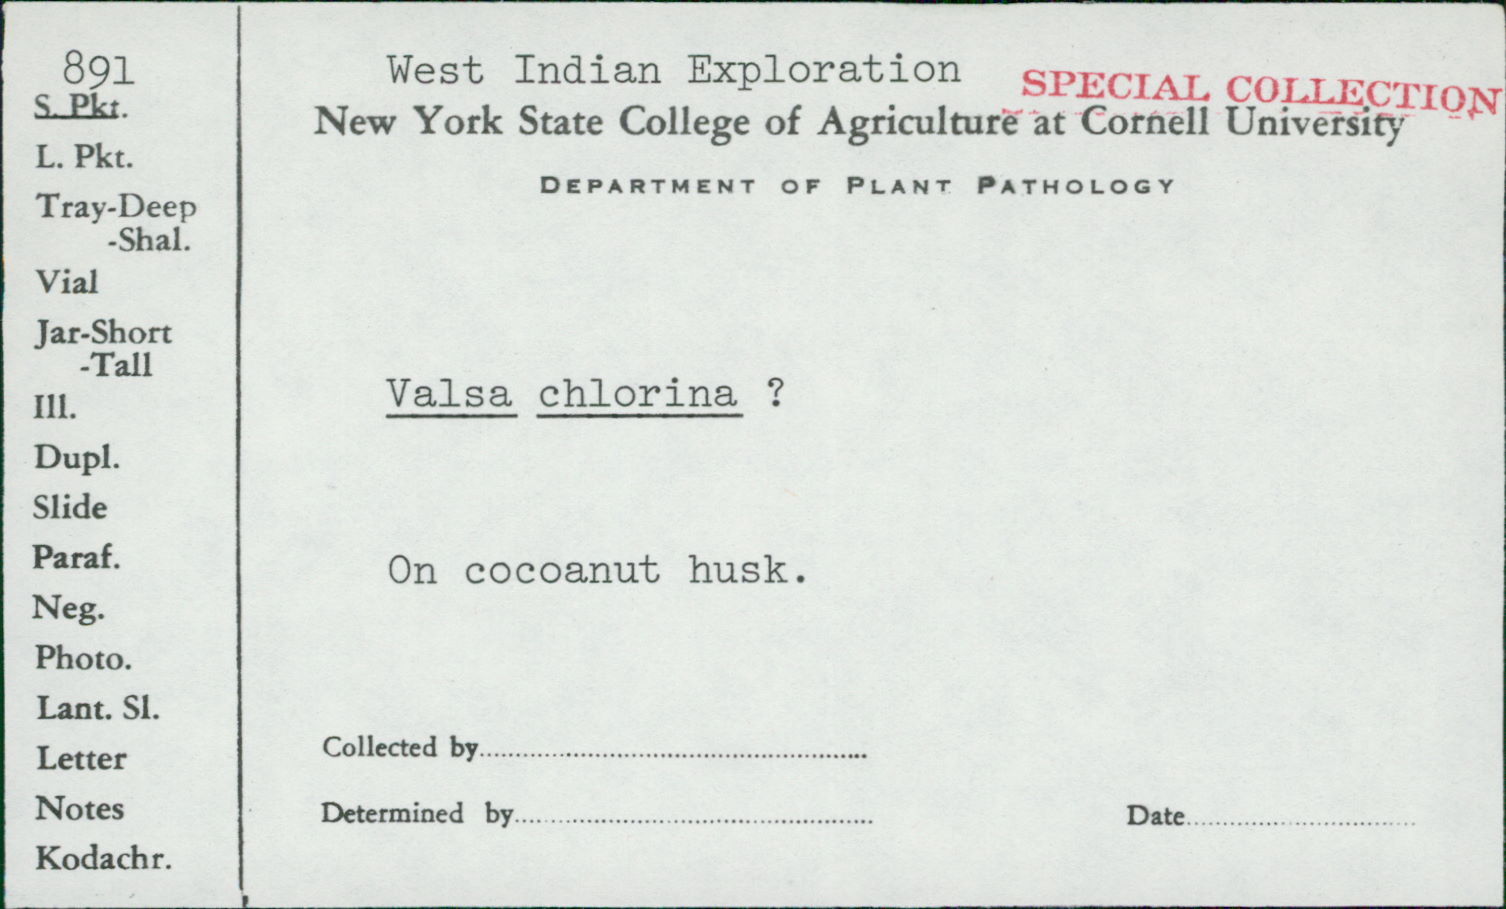 891
S. Pkt.
L. Pkt.
Tray-Deep
-Shal.
Vial
Jar-Short
-Tall
Ill.
Dupl.
Slide
Paraf.
Neg.
Photo.
Lant. Sl.
Letter
Notes
Kodachr.
West Indian Exploration
SPECIAL COLLECTION
New York State College of Agriculture at Cornell University
DEPARTMENT OF PLANT PATHOLOGY
Valsa chlorina ?
On cocoanut husk.
Collected by
Determined by
Date